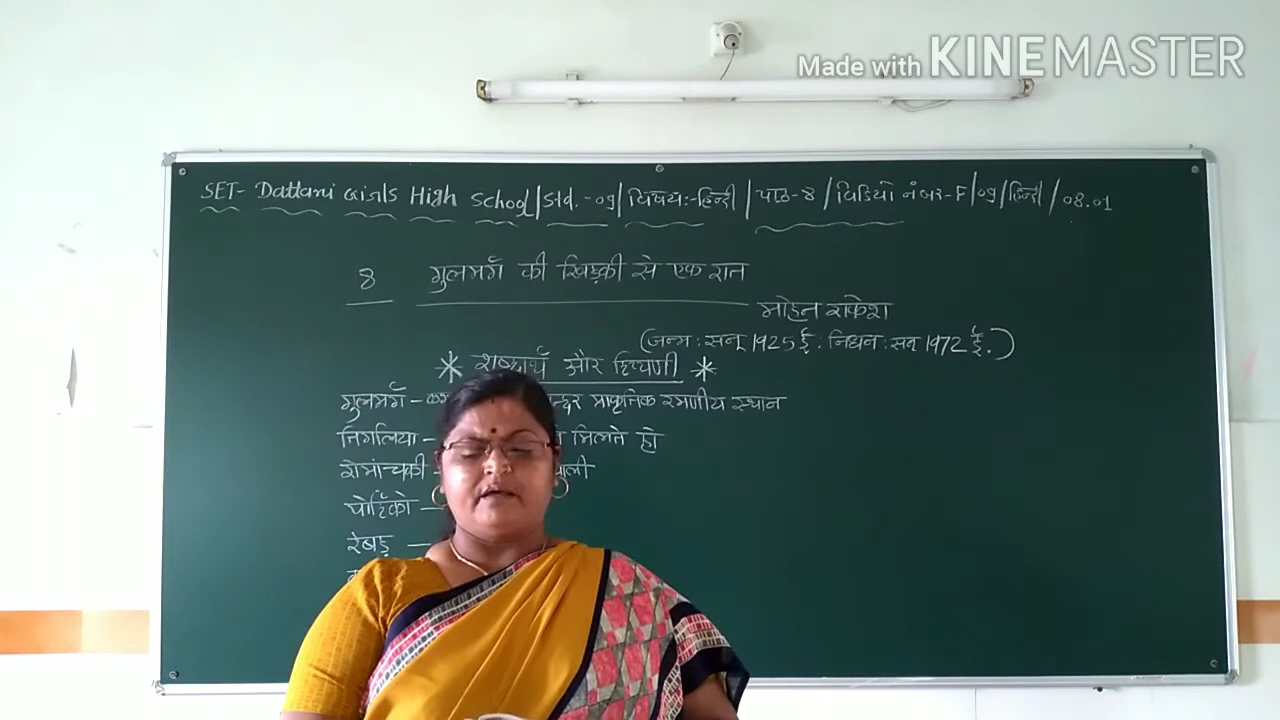 Made with KINEMASTER
SET- Dattani Girls High School / Std. - 09 / विषय:- हिन्दी / पाठ-8 / विडियो नंबर-F / 09 / हिन्दी / 08.01
8 गुलमर्ग की खिड़की से एक रात
मोहन राकेश
(जन्म : सन् 1925 ई. : निधन : सन् 1972 ई.)
* शब्दार्थ और टिप्पणी *
गुलमर्ग - प्राकृतिक रमणीय स्थान
निंगलिया - मिलते हो
रोमांचकी -
पोर्टिको -
रेबड़ -